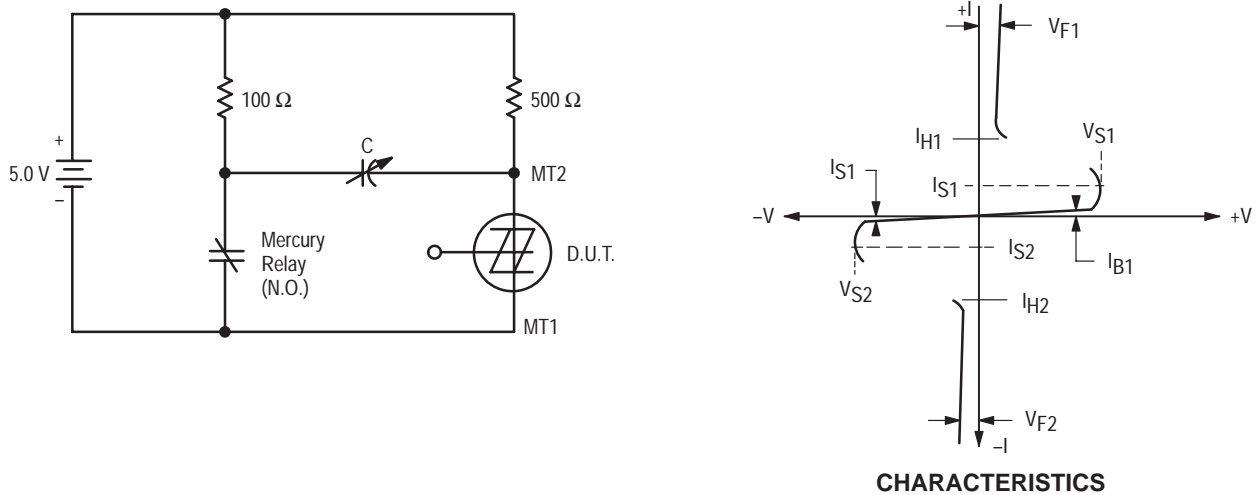 100 Ω
500 Ω
C
+
5.0 V
–
MT2
Mercury
Relay
(N.O.)
D.U.T.
MT1
+I
VF1
IH1
VS1
IS1
IS1
–V
+V
IS2
IB1
VS2
IH2
VF2
–I
CHARACTERISTICS